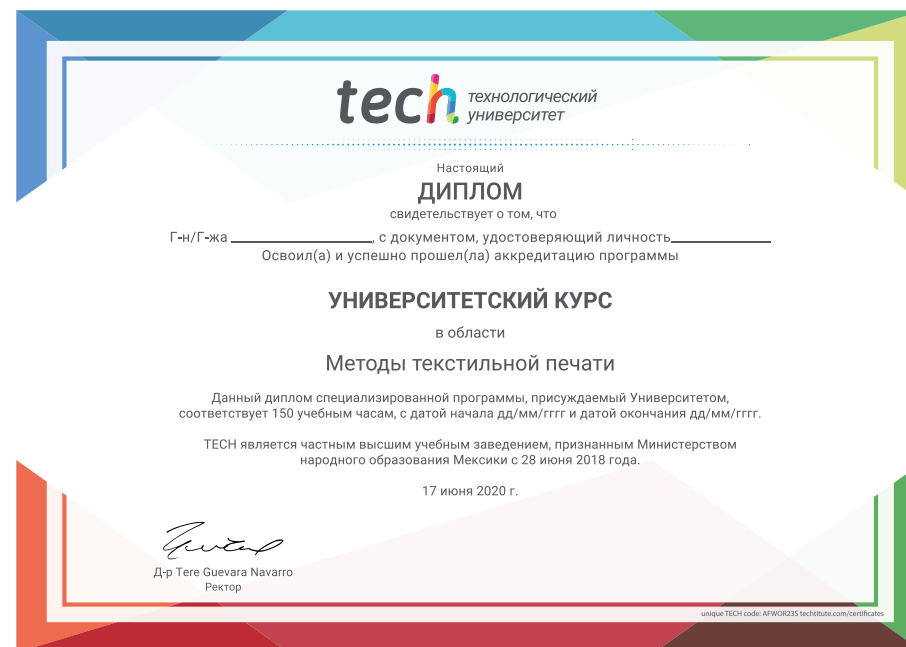 tech технологический
университет
Настоящий
ДИПЛОМ
свидетельствует о том, что
Г-н/Г-жа _______________, с документом, удостоверяющий личность___________
Освоил(а) и успешно прошел(ла) аккредитацию программы
УНИВЕРСИТЕТСКИЙ КУРС
в области
Методы текстильной печати
Данный диплом специализированной программы, присуждаемый Университетом,
соответствует 150 учебным часам, с датой начала дд/мм/гггг и датой окончания дд/мм/гггг.
TECH является частным высшим учебным заведением, признанным Министерством
народного образования Мексики с 28 июня 2018 года.
17 июня 2020 г.
Д-р Tere Guevara Navarro
Ректор
unique TECH code: AFWOR23S techtitute.com/certificates